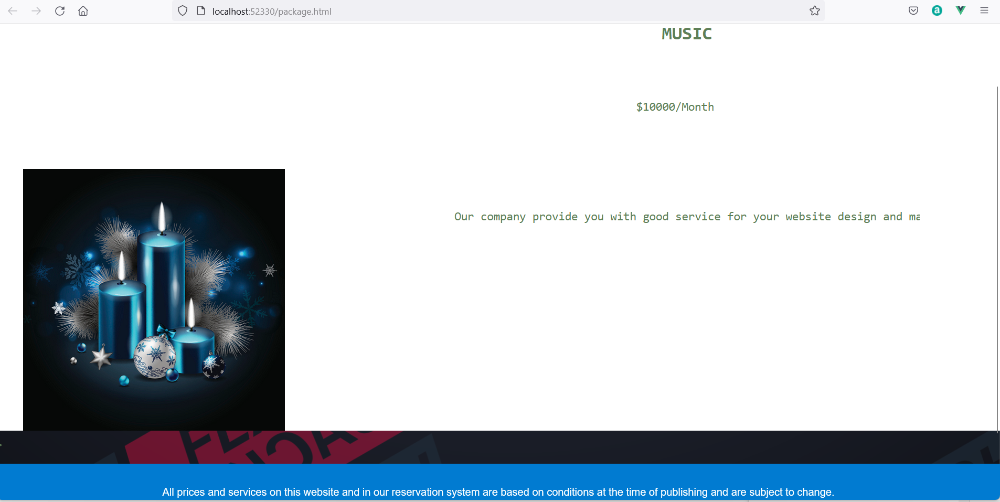 localhost:52330/package.html
MUSIC
$10000/Month
Our company provide you with good service for your website design and ma
>
All prices and services on this website and in our reservation system are based on conditions at the time of publishing and are subject to change.